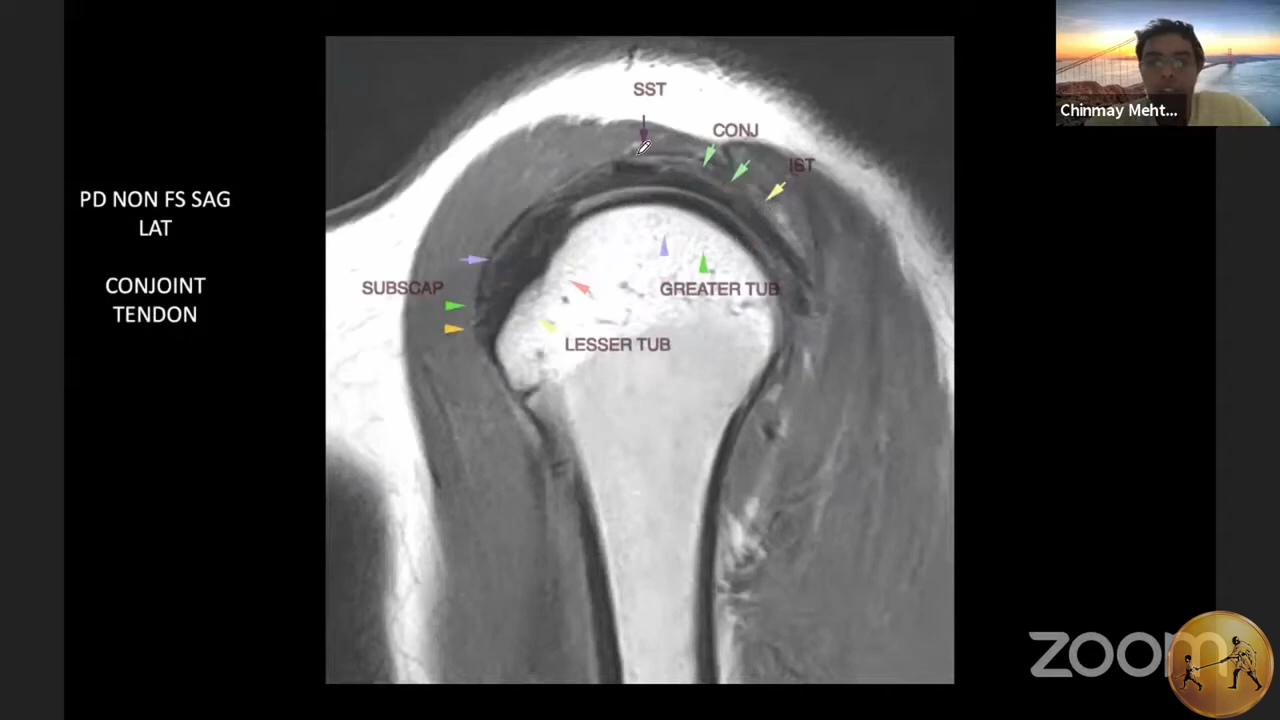 PD NON FS SAG
LAT
CONJOINT
TENDON
SST
CONJ
IST
SUBSCAP
GREATER TUB
LESSER TUB
Chinmay Meht...
zoom